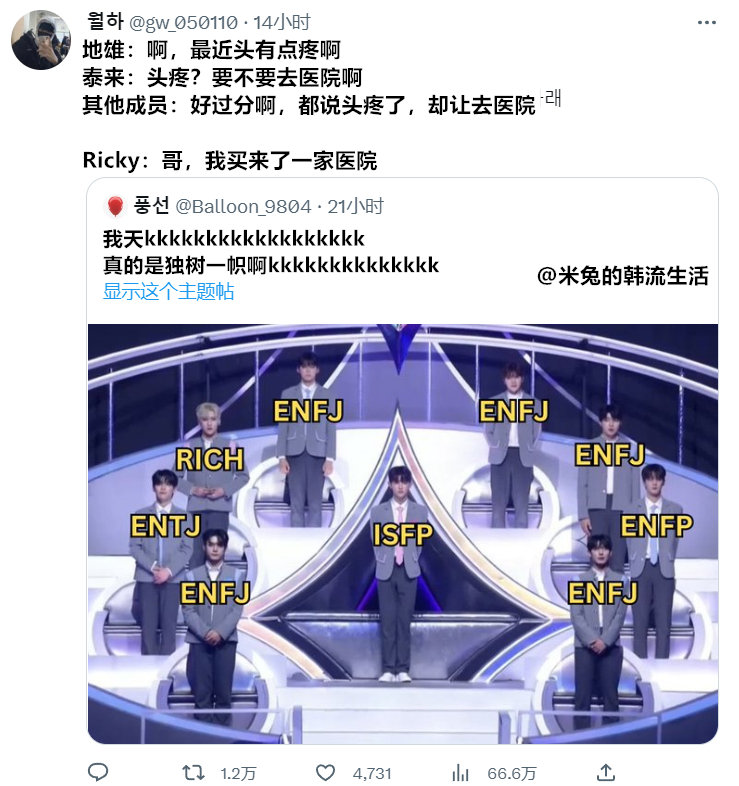 월하 @gw_050110 · 14小时
地雄：啊，最近头有点疼啊
泰来：头疼？要不要去医院啊
其他成员：好过分啊，都说头疼了，却让去医院
래
Ricky：哥，我买来了一家医院
풍선 @Balloon_9804 · 21小时
我天kkkkkkkkkkkkkkkkkk
真的是独树一帜啊kkkkkkkkkkkkkk
@米兔的韩流生活
显示这个主题帖
ENFJ
ENFJ
RICH
ENFJ
ENTJ
ISFP
ENFP
ENFJ
ENFJ
1.2万
4,731
66.6万